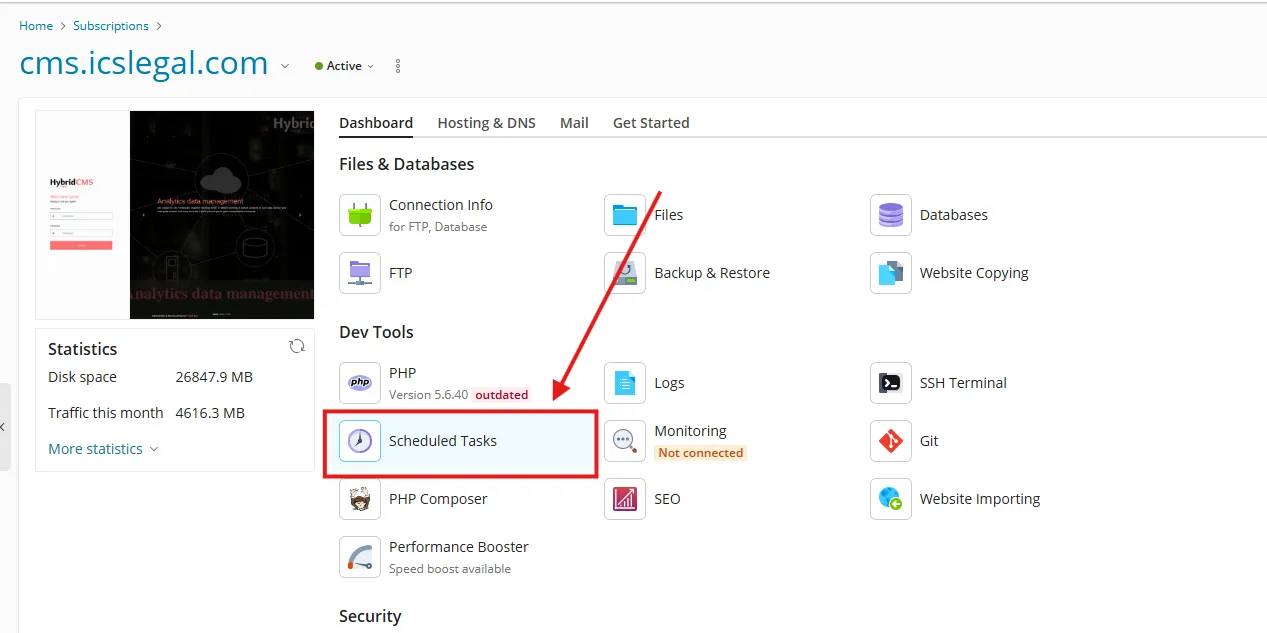 Home > Subscriptions >
cms.icslegal.com
Active
Hybri
HybridCMS
Analytics data management
Analytics data management
Dashboard
Hosting & DNS
Mail
Get Started
Files & Databases
Connection Info
for FTP, Database
Files
Databases
FTP
Backup & Restore
Website Copying
Statistics
Disk space 26847.9 MB
Traffic this month 4616.3 MB
More statistics
Dev Tools
php
PHP
Version 5.6.40 outdated
Logs
SSH Terminal
Scheduled Tasks
Monitoring
Not connected
Git
PHP Composer
SEO
Website Importing
Performance Booster
Speed boost available
Security